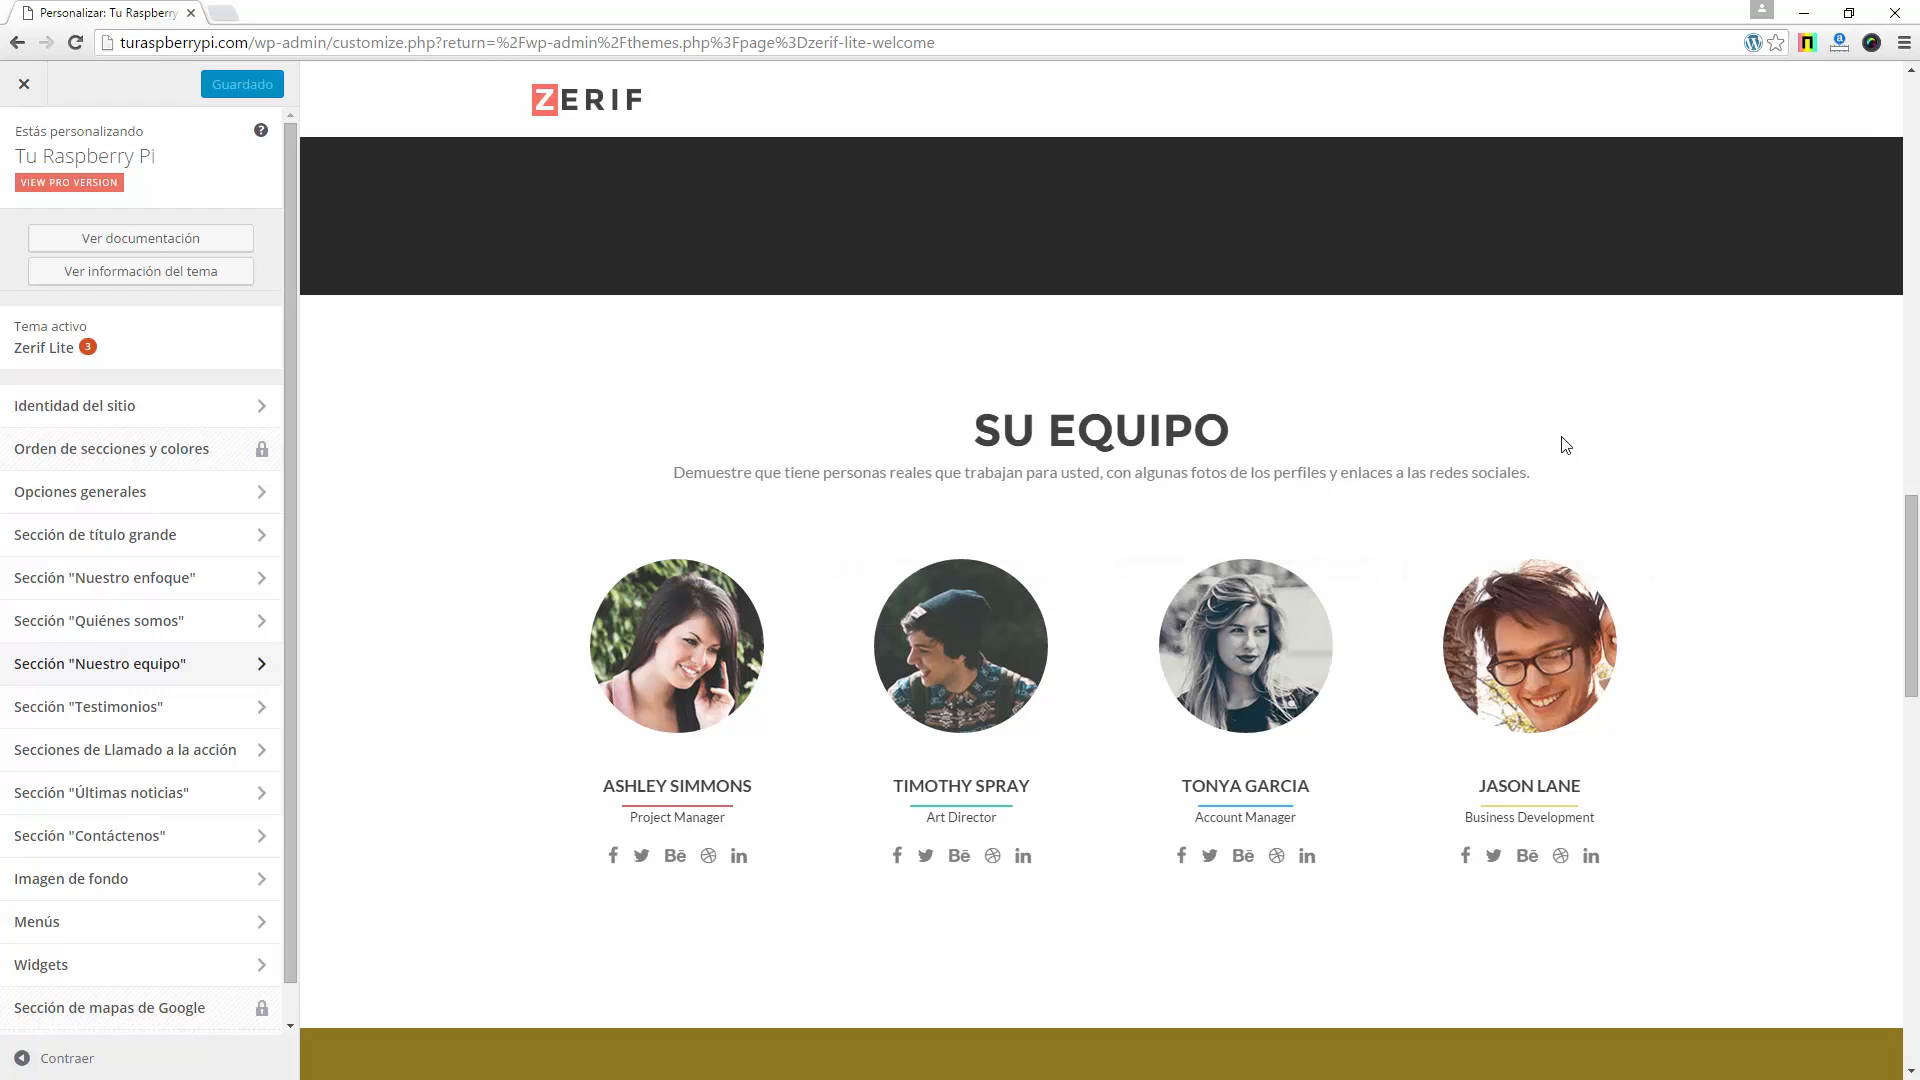 Personalizar: Tu Raspberry
turaspberrypi.com/wp-admin/customize.php?return=%2Fwp-admin%2Fthemes.php%3Fpage%3Dzerif-lite-welcome
Guardado
Estás personalizando
Tu Raspberry Pi
VIEW PRO VERSION
Ver documentación
Ver información del tema
Tema activo
Zerif Lite 3
Identidad del sitio
Orden de secciones y colores
Opciones generales
Sección de título grande
Sección "Nuestro enfoque"
Sección "Quiénes somos"
Sección "Nuestro equipo"
Sección "Testimonios"
Secciones de Llamado a la acción
Sección "Últimas noticias"
Sección "Contáctenos"
Imagen de fondo
Menús
Widgets
Sección de mapas de Google
Contraer
ZERIF
SU EQUIPO
Demuestre que tiene personas reales que trabajan para usted, con algunas fotos de los perfiles y enlaces a las redes sociales.
ASHLEY SIMMONS
Project Manager
TIMOTHY SPRAY
Art Director
TONYA GARCIA
Account Manager
JASON LANE
Business Development